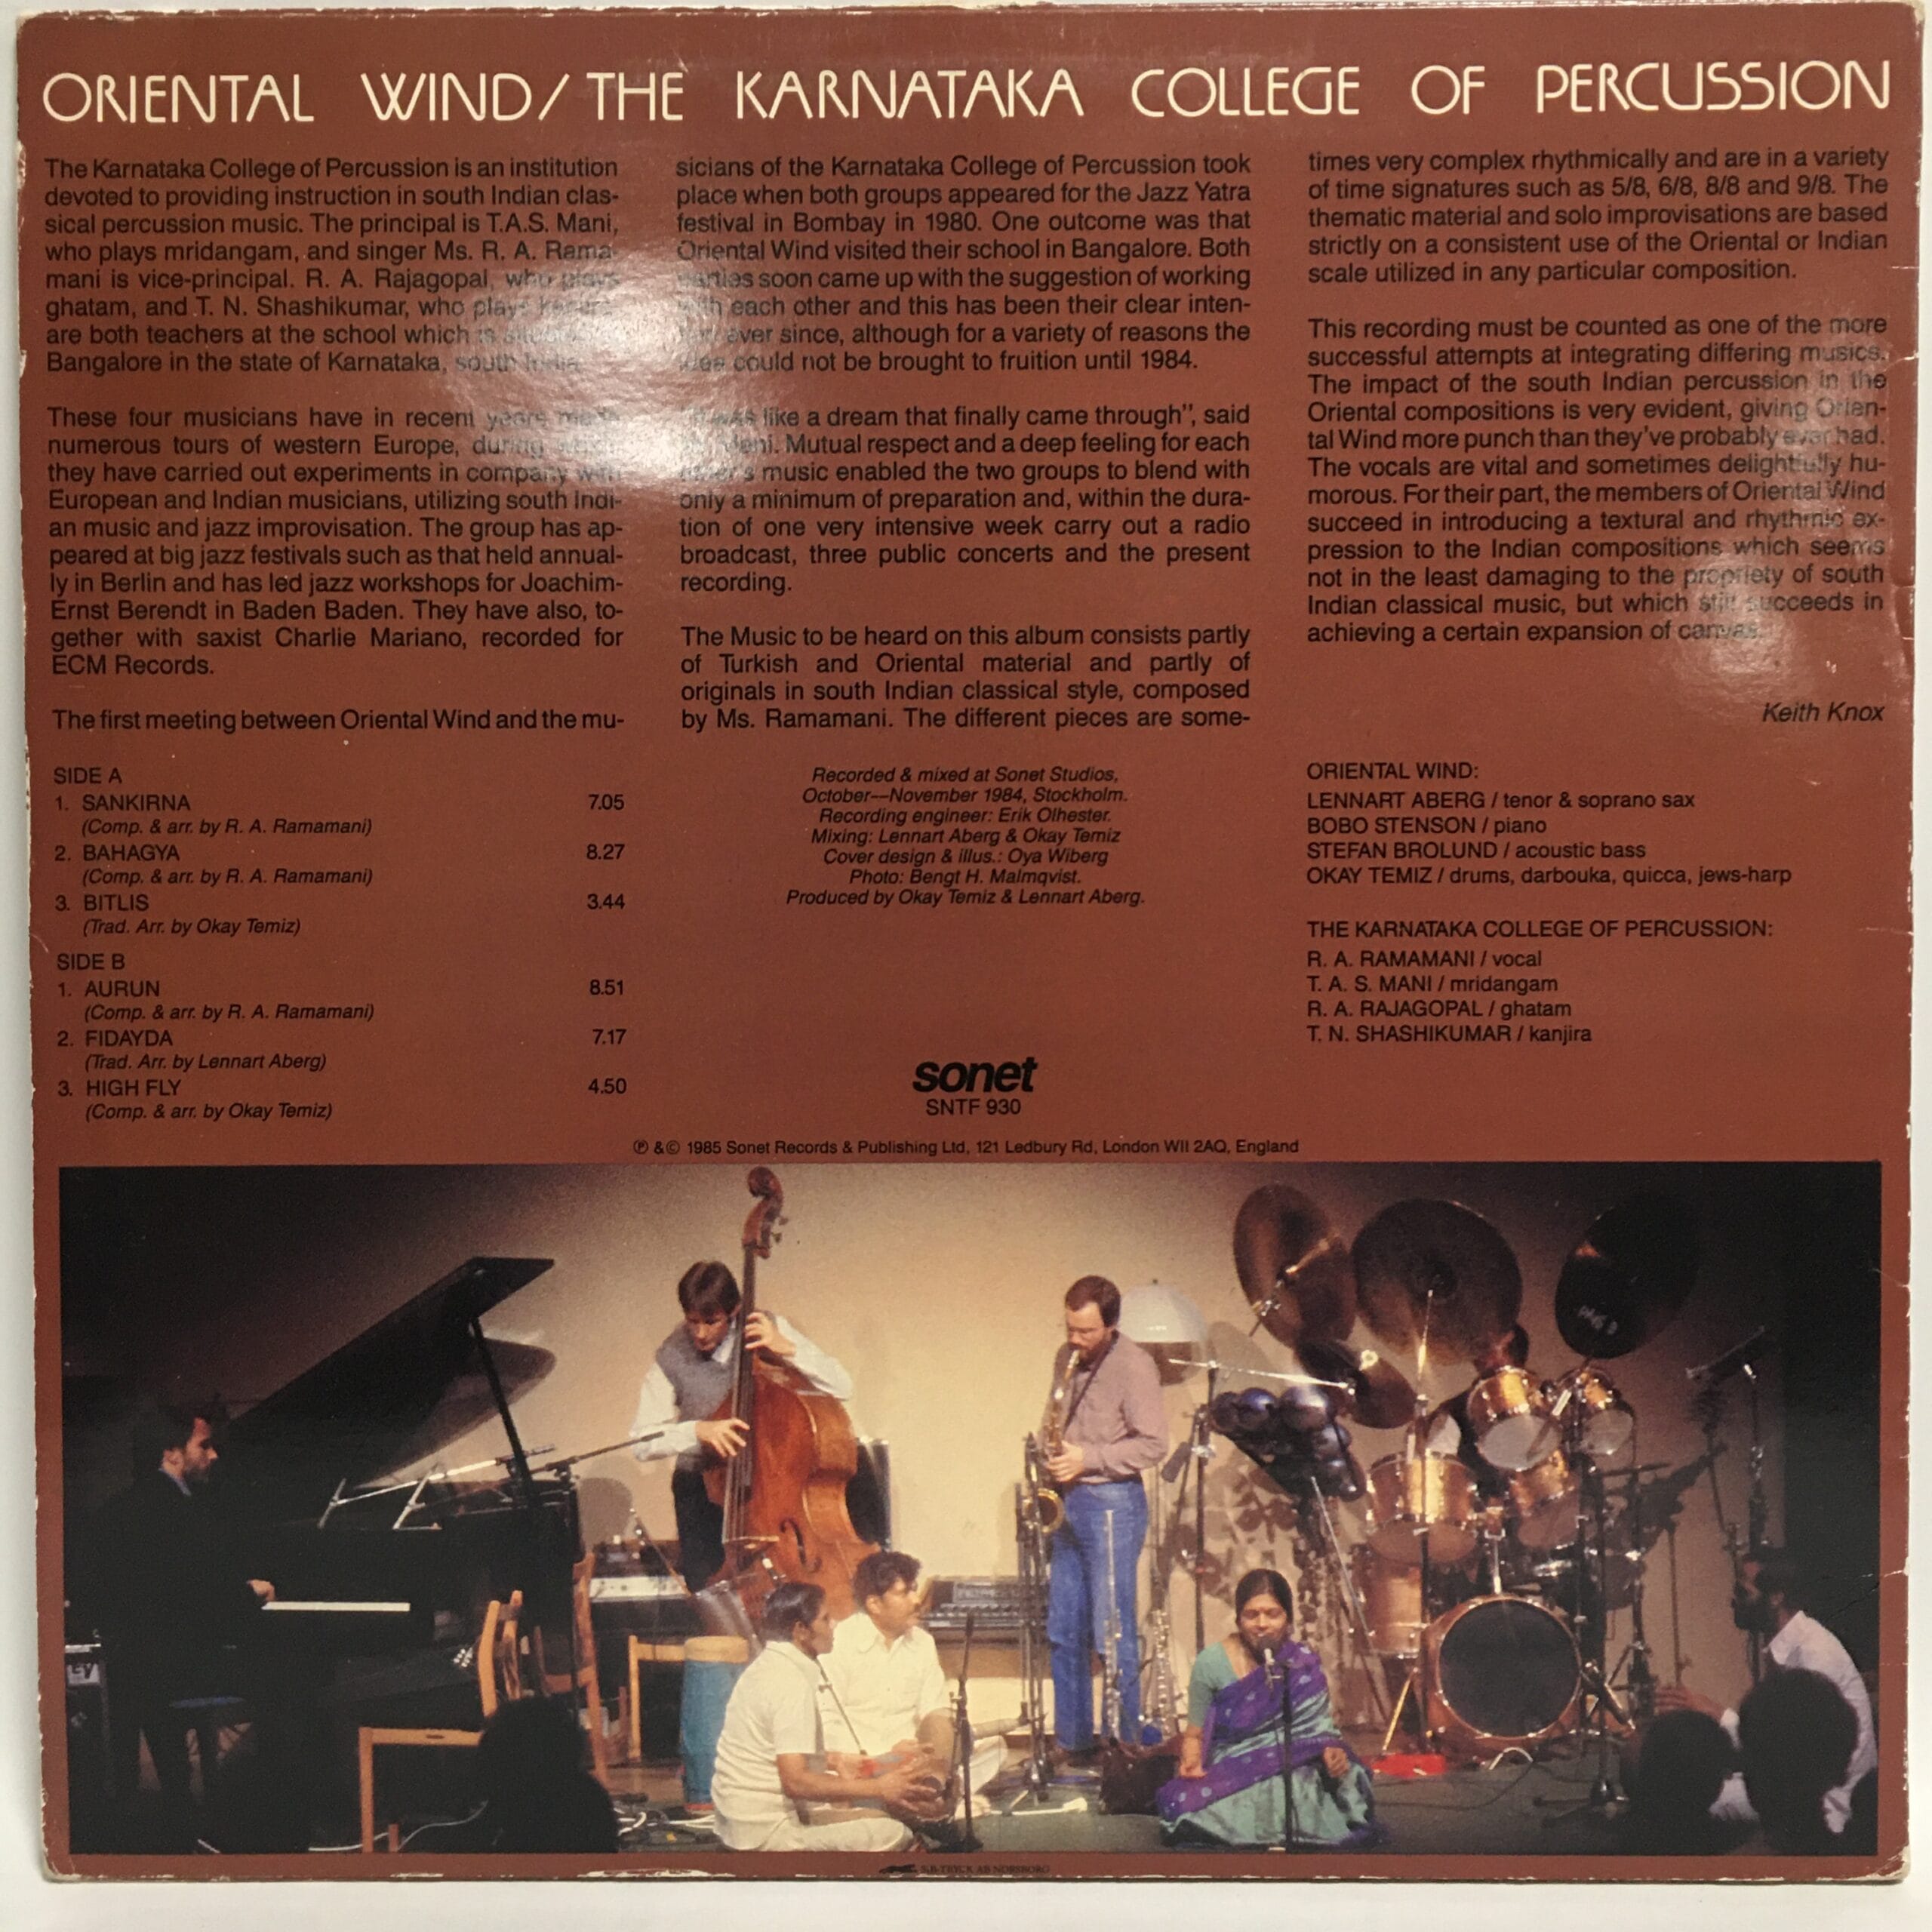 ORIENTAL WIND/THE KARNATAKA COLLEGE OF PERCUSSION
The Karnataka College of Percussion is an institution
devoted to providing instruction in south Indian clas-
sical percussion music. The principal is T.A.S. Mani,
who plays mridangam, and singer Ms. R. A. Rama-
mani is vice-principal. R. A. Rajagopal, who plays
ghatam, and T. N. Shashikumar, who plays
are both teachers at the school which is
Bangalore in the state of Karnataka, south India.
These four musicians have in recent years made
numerous tours of western Europe, during which
they have carried out experiments in company with
European and Indian musicians, utilizing south Indi-
an music and jazz improvisation. The group has ap-
peared at big jazz festivals such as that held annual-
ly in Berlin and has led jazz workshops for Joachim-
Ernst Berendt in Baden Baden. They have also, to-
gether with saxist Charlie Mariano, recorded for
ECM Records.
The first meeting between Oriental Wind and the mu-
sicians of the Karnataka College of Percussion took
place when both groups appeared for the Jazz Yatra
festival in Bombay in 1980. One outcome was that
Oriental Wind visited their school in Bangalore. Both
parties soon came up with the suggestion of working
with each other and this has been their clear inten-
ever since, although for a variety of reasons the
idea could not be brought to fruition until 1984.
was like a dream that finally came through", said
Mani. Mutual respect and a deep feeling for each
other's music enabled the two groups to blend with
only a minimum of preparation and, within the dura-
tion of one very intensive week carry out a radio
broadcast, three public concerts and the present
recording.
The Music to be heard on this album consists partly
of Turkish and Oriental material and partly of
originals in south Indian classical style, composed
by Ms. Ramamani. The different pieces are some-
times very complex rhythmically and are in a variety
of time signatures such as 5/8, 6/8, 8/8 and 9/8. The
thematic material and solo improvisations are based
strictly on a consistent use of the Oriental or Indian
scale utilized in any particular composition.
This recording must be counted as one of the more
successful attempts at integrating differing musics.
The impact of the south Indian percussion in the
Oriental compositions is very evident, giving Orien-
tal Wind more punch than they've probably ever had.
The vocals are vital and sometimes delightfully hu-
morous. For their part, the members of Oriental Wind
succeed in introducing a textural and rhythmic ex-
pression to the Indian compositions which seems
not in the least damaging to the propriety of south
Indian classical music, but which still succeeds in
achieving a certain expansion of canvas.
Keith Knox
SIDE A
1. SANKIRNA 7.05
(Comp. & arr. by R. A. Ramamani)
2. BAHAGYA 8.27
(Comp. & arr. by R. A. Ramamani)
3. BITLIS 3.44
(Trad. Arr. by Okay Temiz)
SIDE B
1. AURUN 8.51
(Comp. & arr. by R. A. Ramamani)
2. FIDAYDA 7.17
(Trad. Arr. by Lennart Aberg)
3. HIGH FLY 4.50
(Comp. & arr. by Okay Temiz)
Recorded & mixed at Sonet Studios,
October—November 1984, Stockholm.
Recording engineer: Erik Olhester.
Mixing: Lennart Aberg & Okay Temiz
Cover design & illus.: Oya Wiberg
Photo: Bengt H. Malmqvist.
Produced by Okay Temiz & Lennart Aberg.
sonet
SNTF 930
ORIENTAL WIND:
LENNART ABERG / tenor & soprano sax
BOBO STENSON / piano
STEFAN BROLUND / acoustic bass
OKAY TEMIZ / drums, darbouka, quicca, jews-harp
THE KARNATAKA COLLEGE OF PERCUSSION:
R. A. RAMAMANI / vocal
T. A. S. MANI / mridangam
R. A. RAJAGOPAL / ghatam
T. N. SHASHIKUMAR / kanjira
℗ &© 1985 Sonet Records & Publishing Ltd, 121 Ledbury Rd, London WII 2AQ, England
TRYCK AB NORSBORG